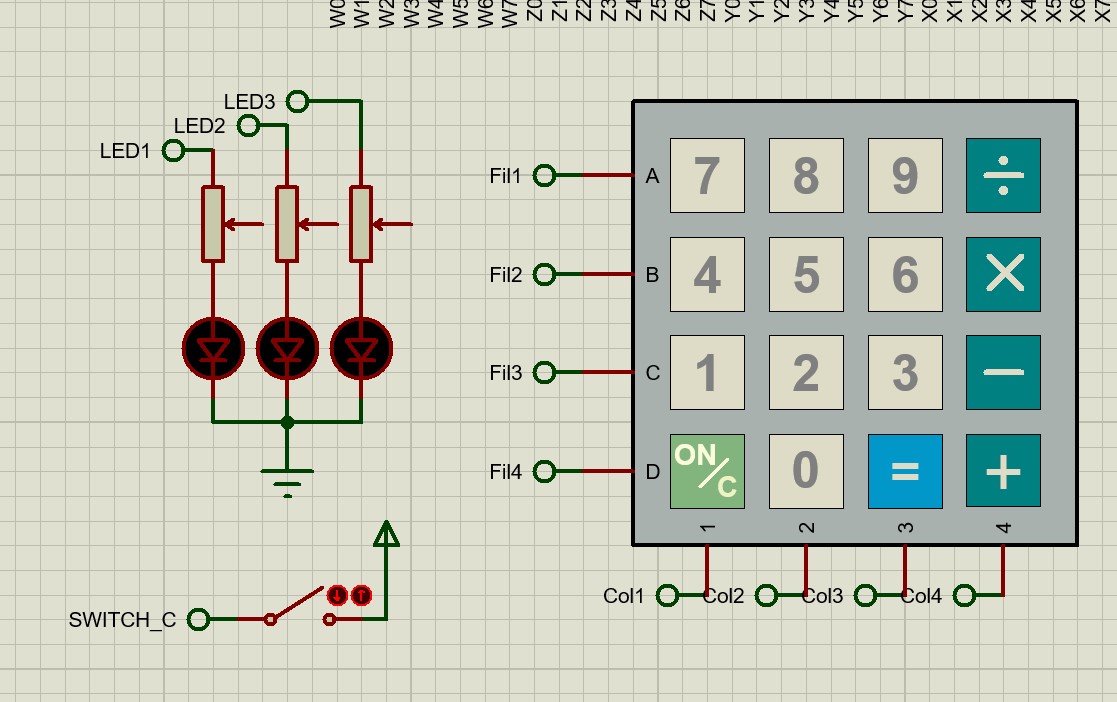 W0 W1 W2 W3 W4 W5 W6 W7 Z0 Z1 Z2 Z3 Z4 Z5 Z6 Z7 Y0 Y1 Y2 Y3 Y4 Y5 Y6 Y7 X0 X1 X2 X3 X4 X5 X6 X7
LED3
LED2
LED1
Fil1
A
7
8
9
÷
Fil2
B
4
5
6
×
Fil3
C
1
2
3
−
Fil4
D
ON/C
0
=
+
1
2
3
4
Col1
Col2
Col3
Col4
SWITCH_C